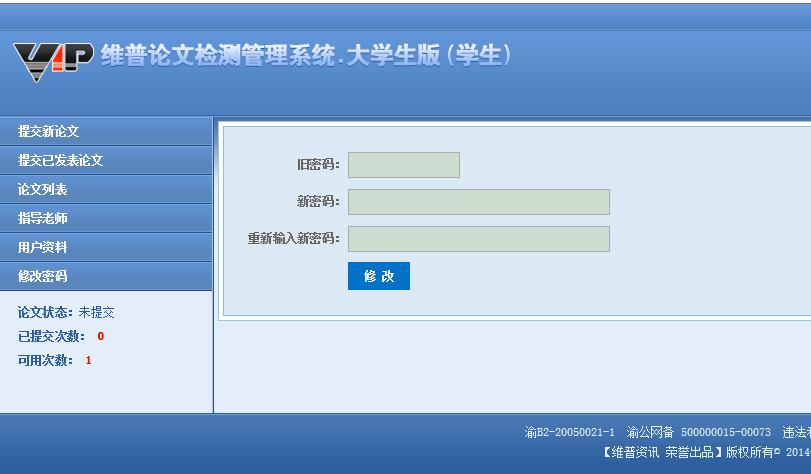 VIP 维普论文检测管理系统.大学生版(学生)
提交新论文
提交已发表论文
论文列表
指导老师
用户资料
修改密码
论文状态：未提交
已提交次数： 0
可用次数： 1
旧密码：
新密码：
重新输入新密码：
修 改
渝B2-20050021-1 渝公网备 500000015-00073 违法
【维普资讯 荣誉出品】版权所有© 2014